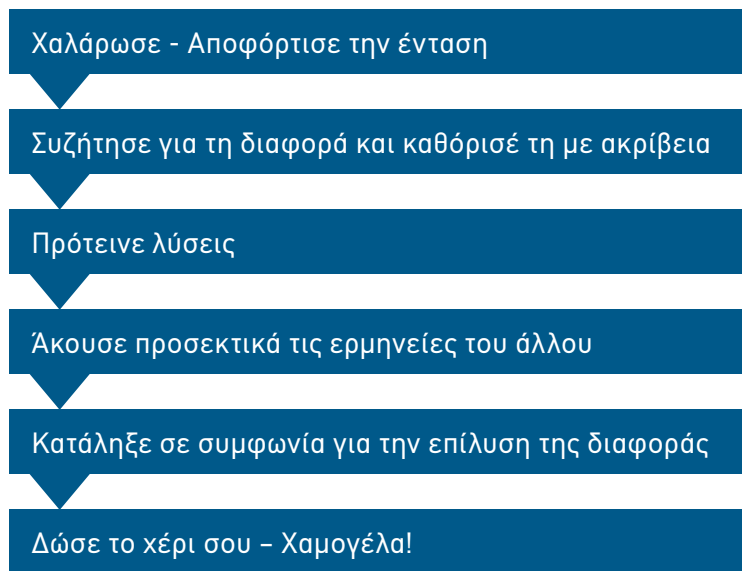 Χαλάρωσε - Αποφόρτισε την ένταση
Συζήτησε για τη διαφορά και καθόρισέ τη με ακρίβεια
Πρότεινε λύσεις
Άκουσε προσεκτικά τις ερμηνείες του άλλου
Κατάληξε σε συμφωνία για την επίλυση της διαφοράς
Δώσε το χέρι σου – Χαμογέλα!